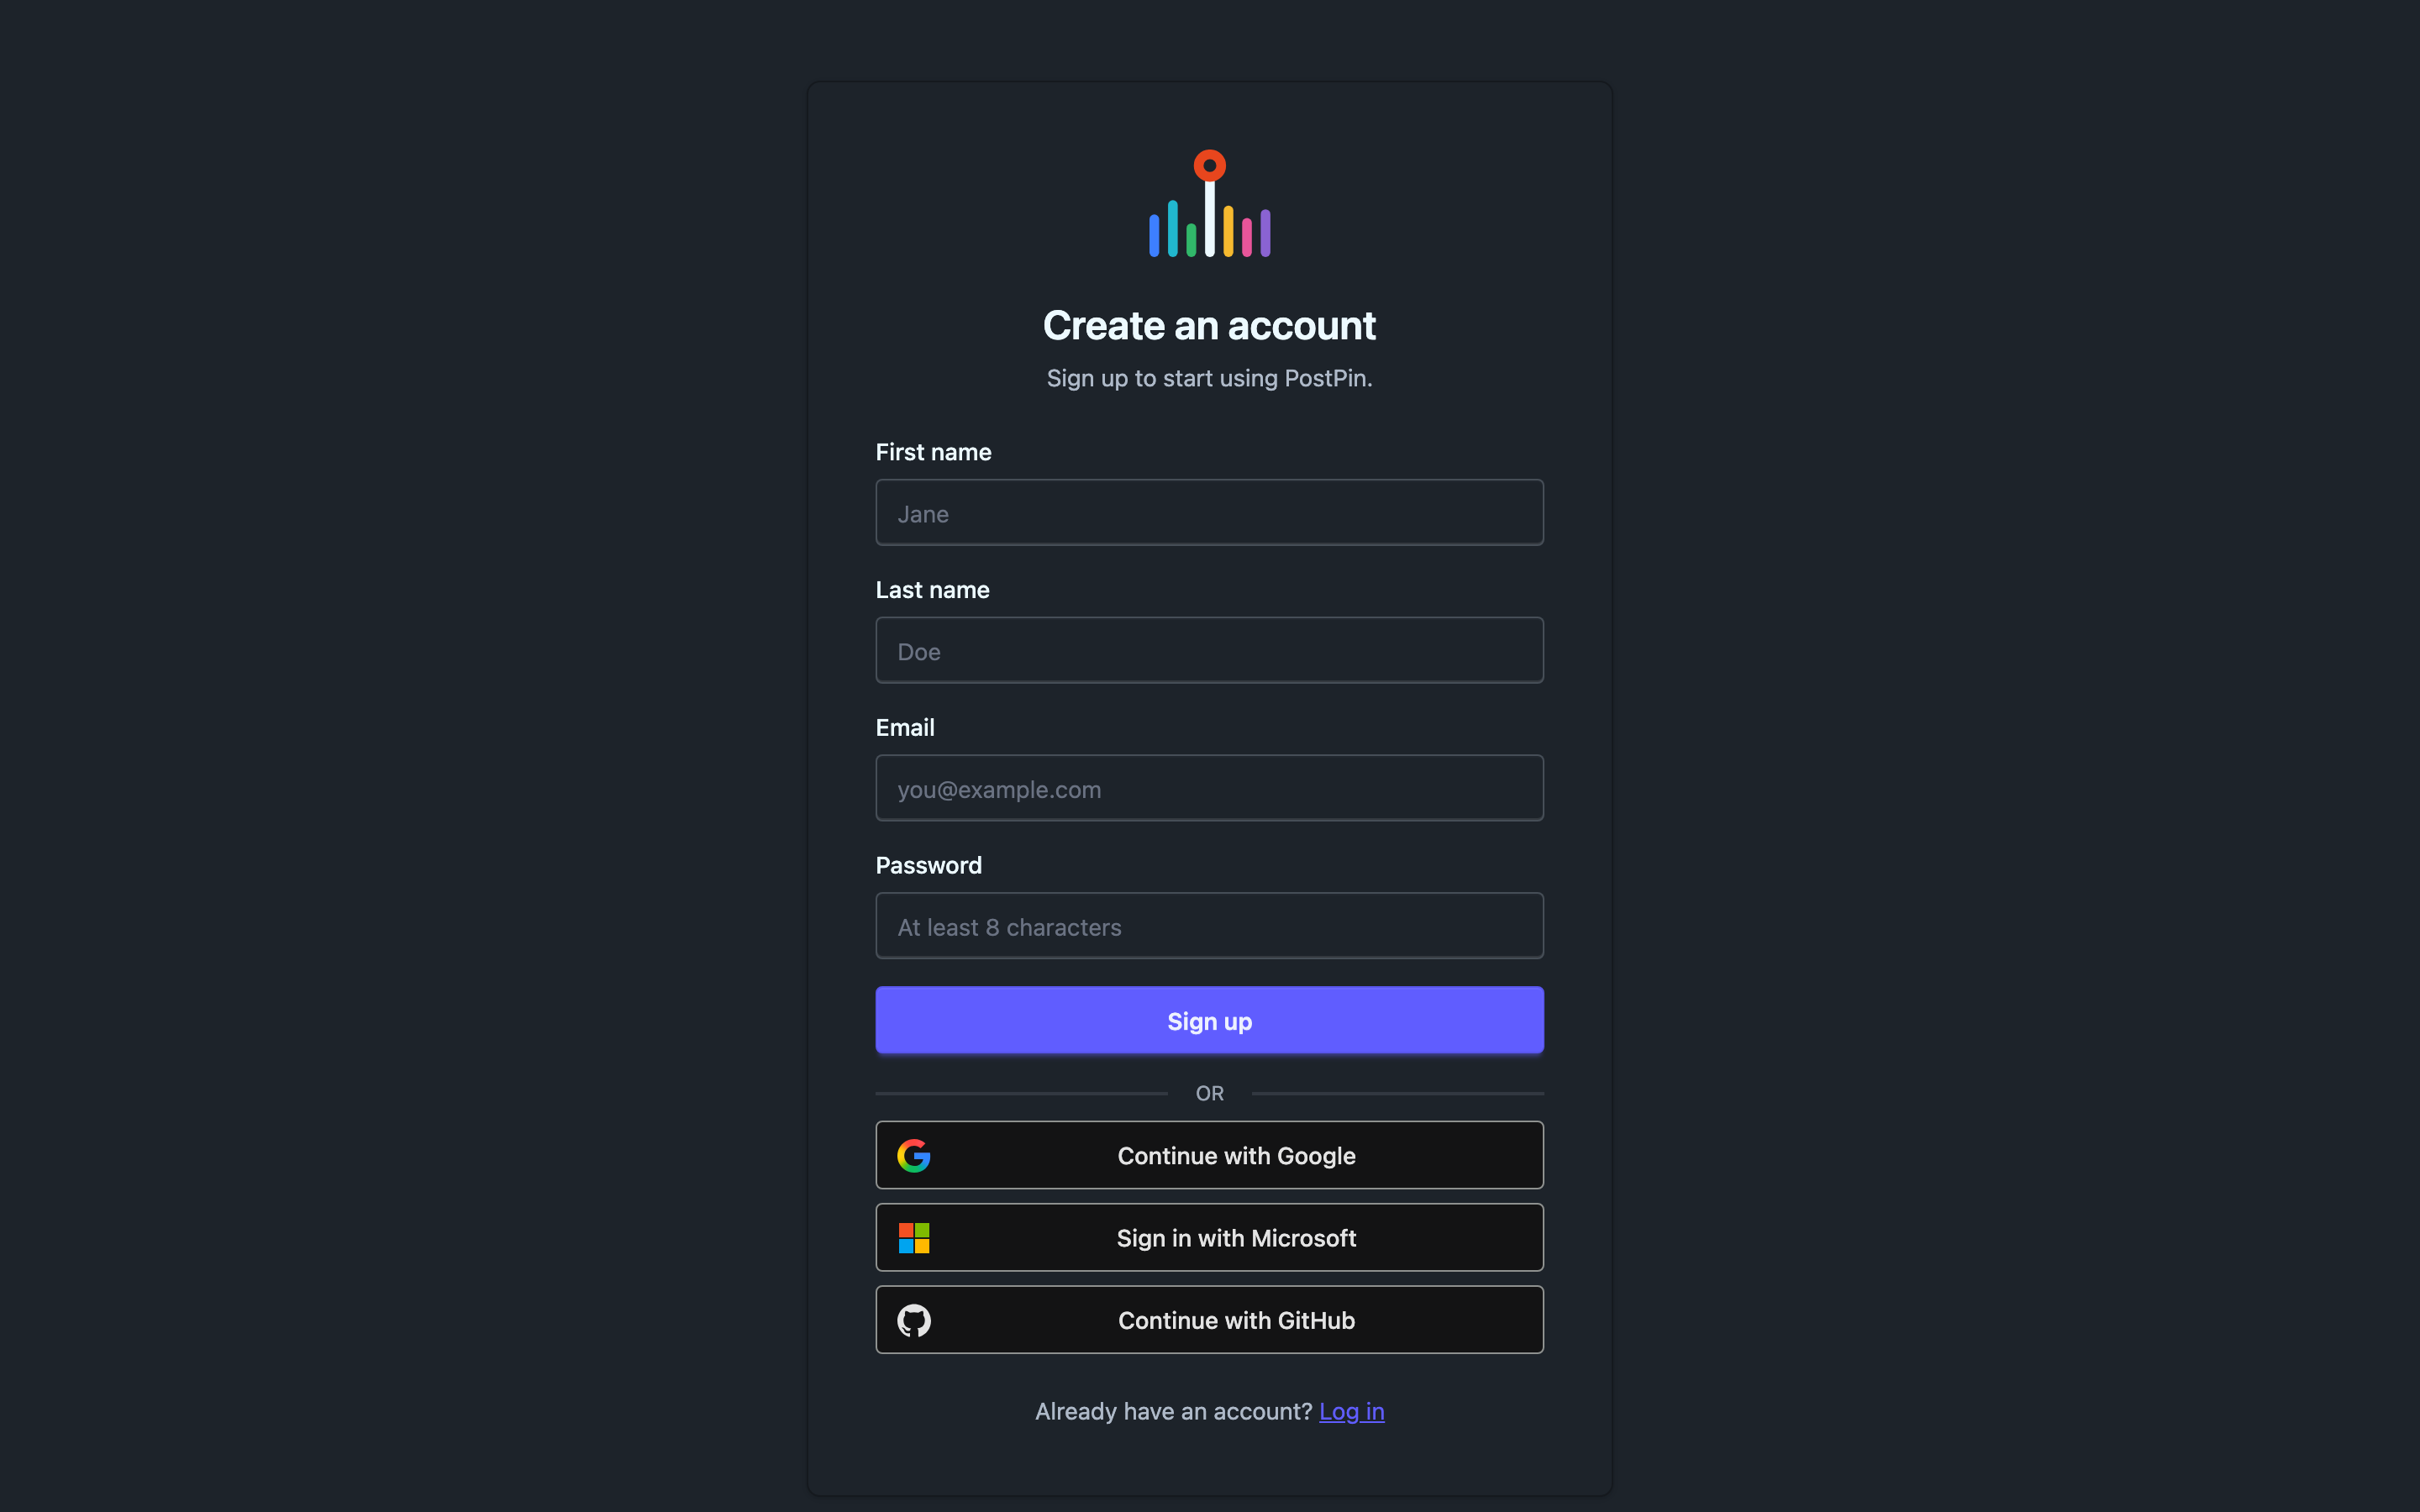 Create an account
Sign up to start using PostPin.
First name
Jane
Last name
Doe
Email
you@example.com
Password
At least 8 characters
Sign up
OR
Continue with Google
Sign in with Microsoft
Continue with GitHub
Already have an account? Log in